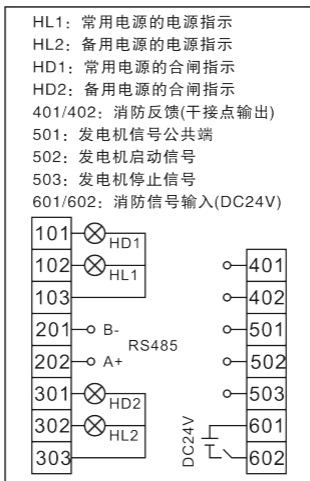 HL1：常用电源的电源指示
HL2：备用电源的电源指示
HD1：常用电源的合闸指示
HD2：备用电源的合闸指示
401/402：消防反馈(干接点输出)
501：发电机信号公共端
502：发电机启动信号
503：发电机停止信号
601/602：消防信号输入(DC24V)
101 HD1
102 HL1
103
201 B-
RS485
202 A+
301 HD2
302 HL2
303
401
402
501
502
503
DC24V
601
602